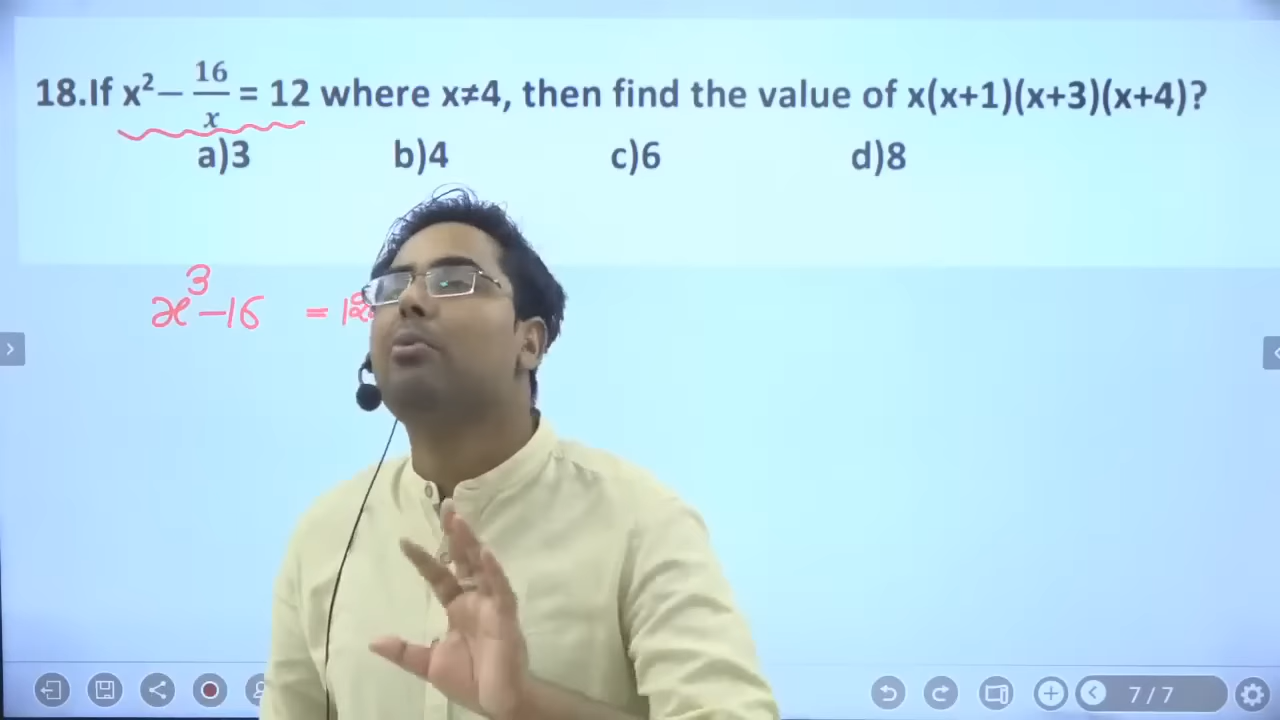 18.If x² – 16/x = 12 where x≠4, then find the value of x(x+1)(x+3)(x+4)?
a)3 b)4 c)6 d)8
x³ – 16 = 12
7 / 7